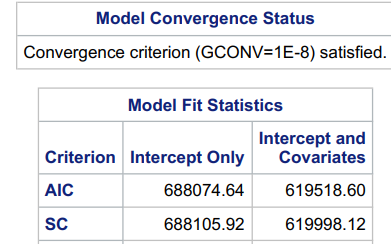 Model Convergence Status
Convergence criterion (GCONV=1E-8) satisfied.
Model Fit Statistics
Criterion Intercept Only Intercept and
Covariates
AIC 688074.64 619518.60
SC 688105.92 619998.12